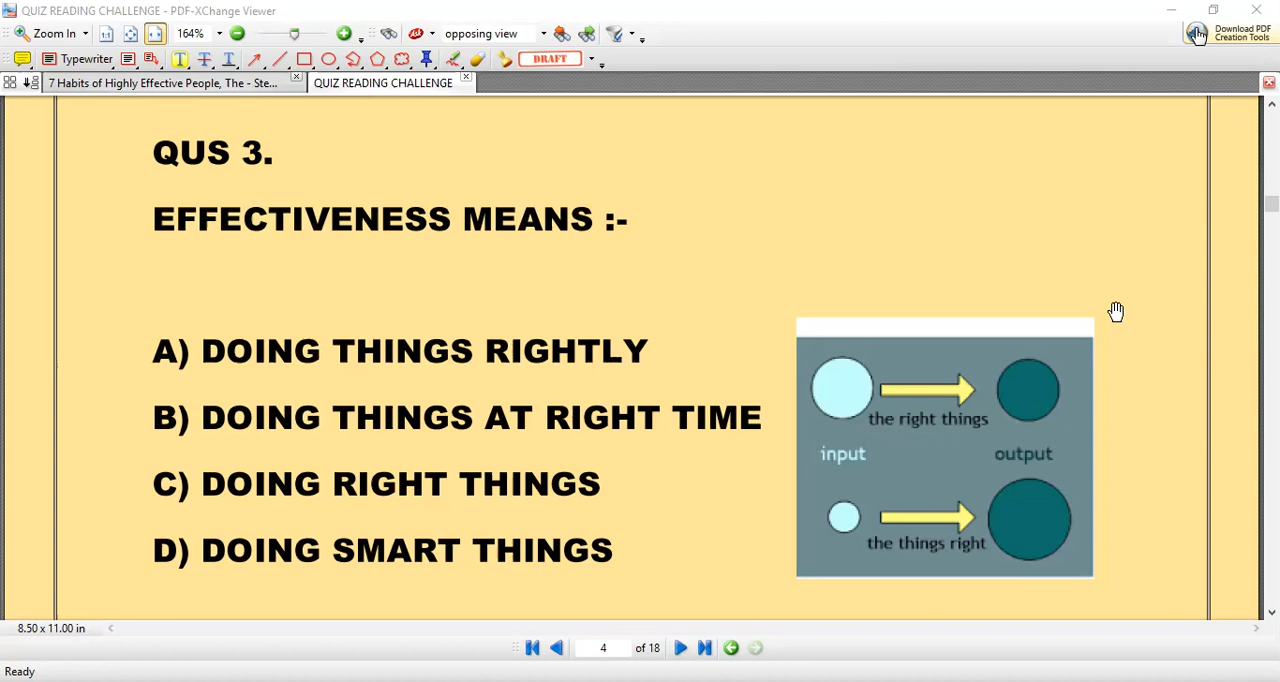 QUIZ READING CHALLENGE - PDF-XChange Viewer
Zoom In 164% opposing view Download PDF
Creation Tools
Typewriter DRAFT
7 Habits of Highly Effective People, The - Ste... QUIZ READING CHALLENGE
QUS 3.
EFFECTIVENESS MEANS :-
A) DOING THINGS RIGHTLY
B) DOING THINGS AT RIGHT TIME
C) DOING RIGHT THINGS
D) DOING SMART THINGS
the right things
input output
the things right
8.50 x 11.00 in
4 of 18
Ready